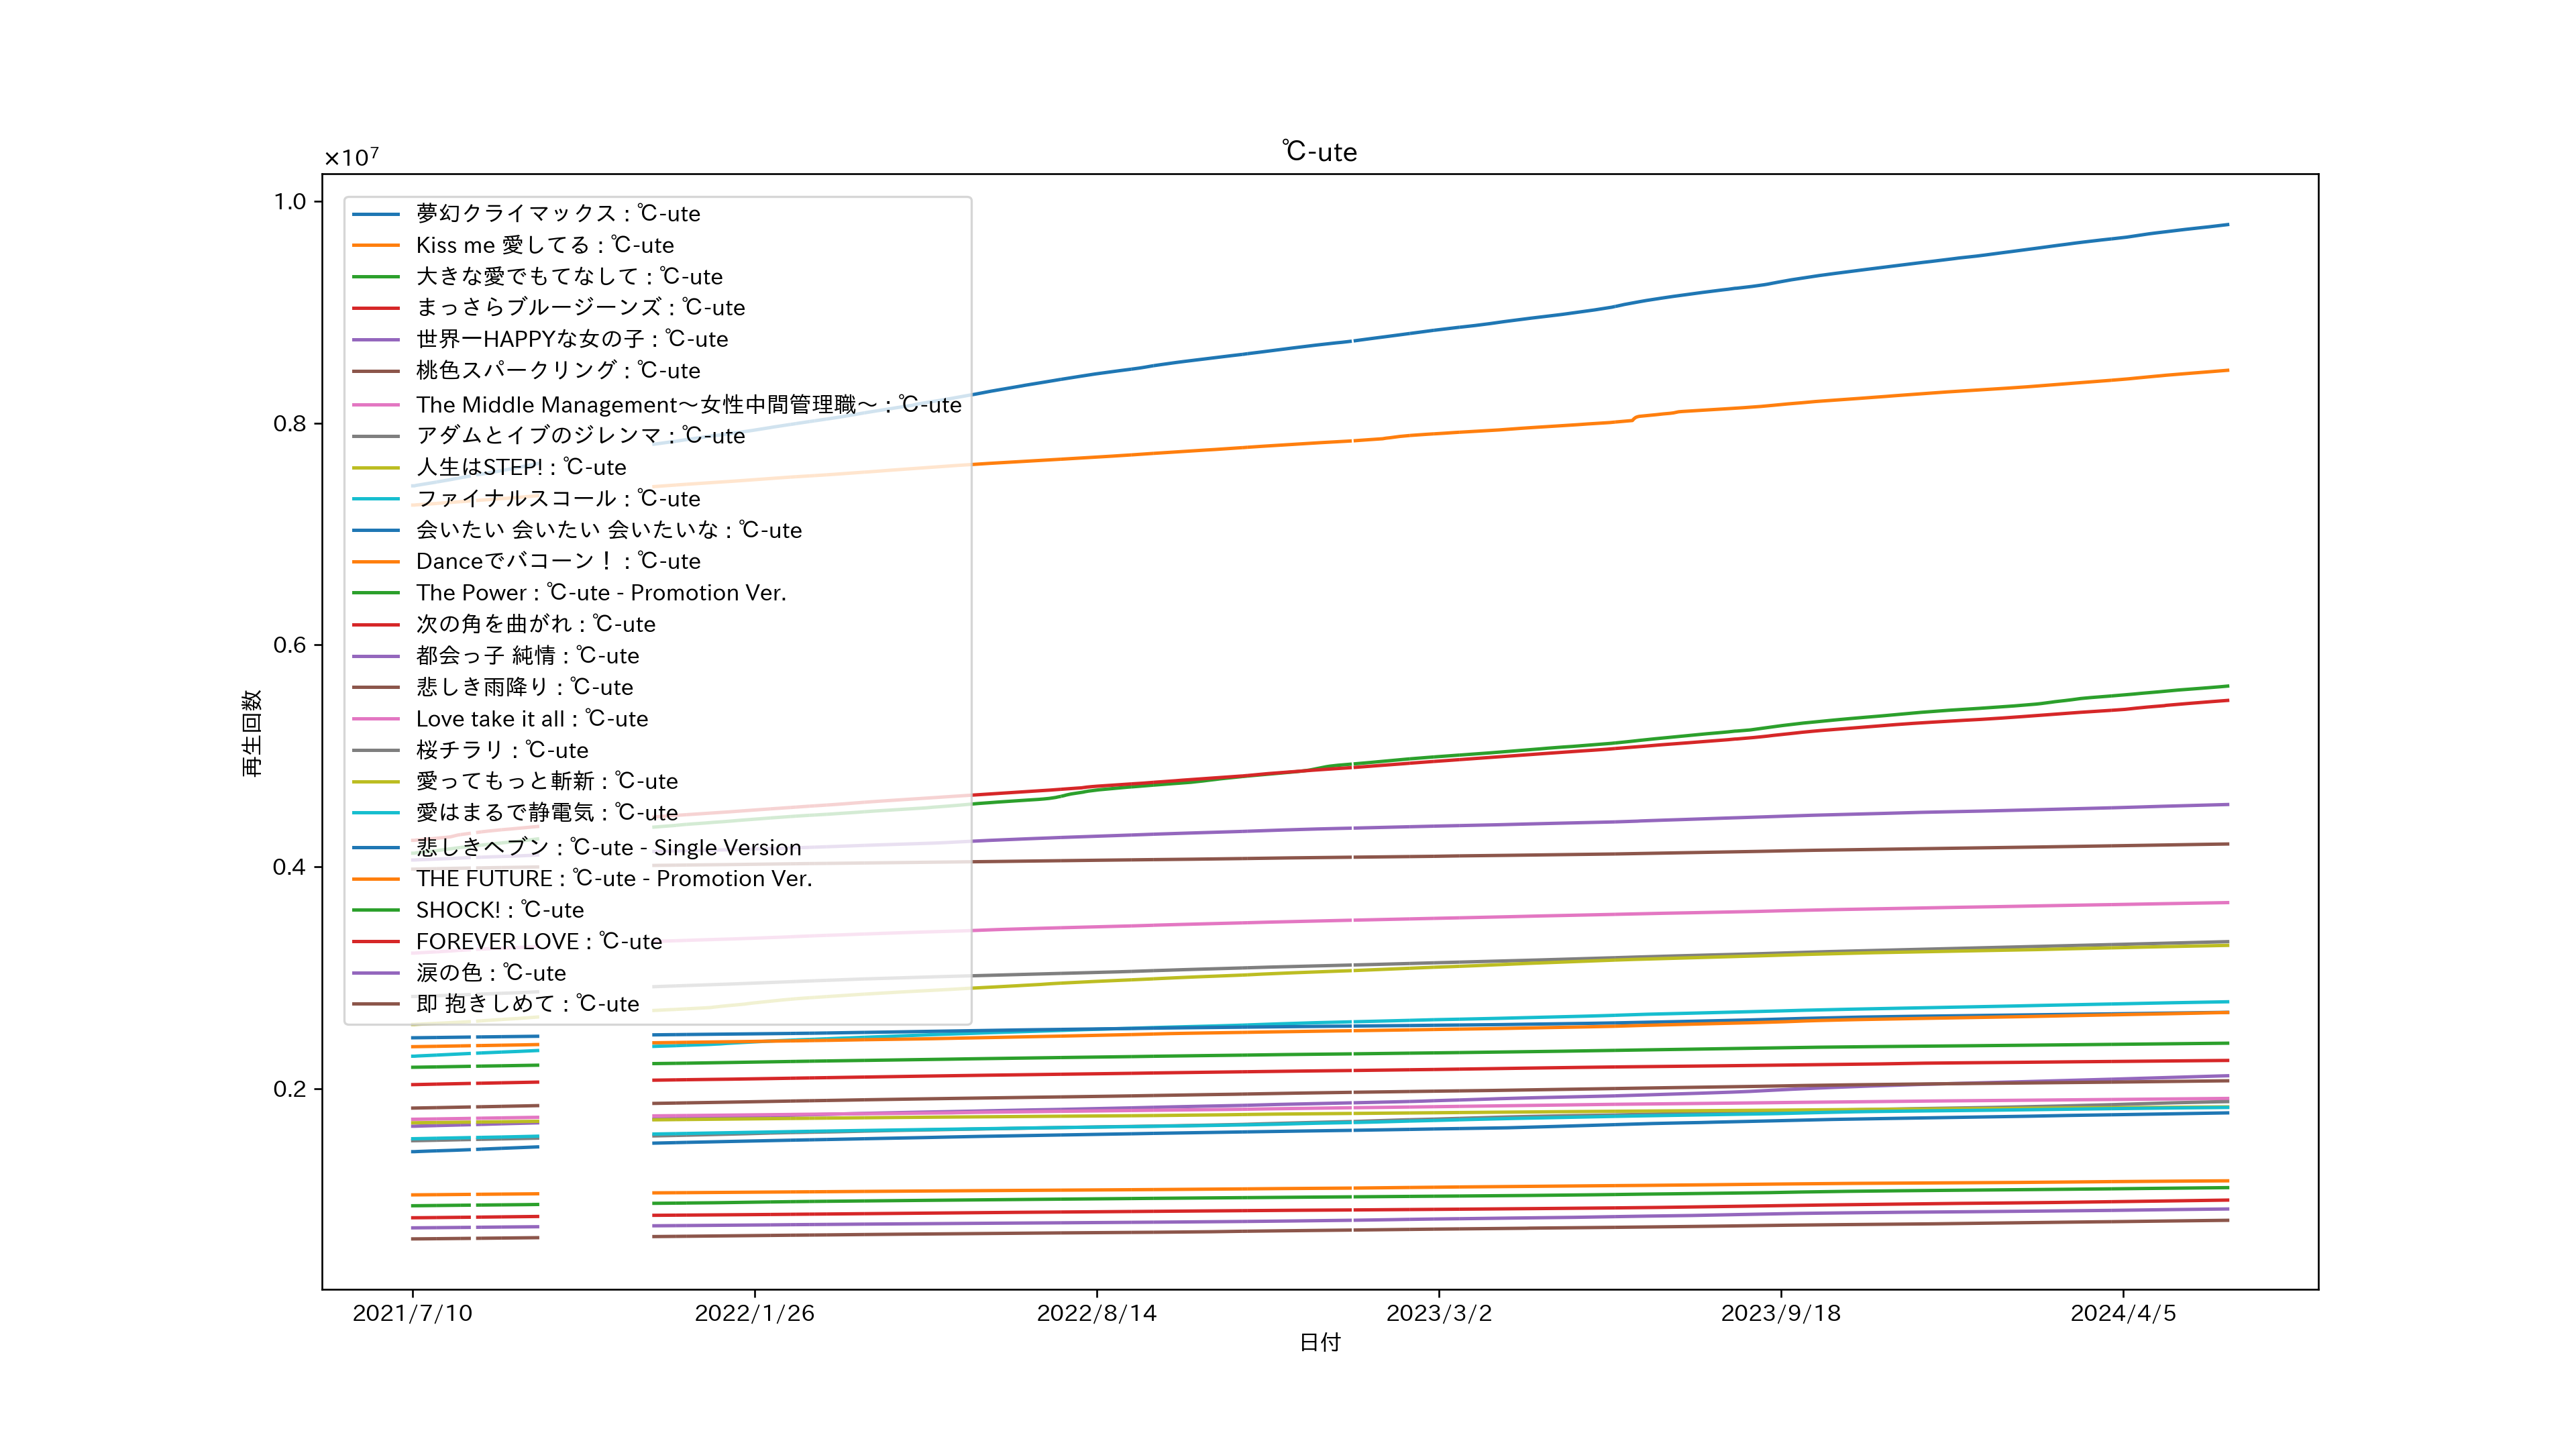 ℃-ute
×10⁷
1.0
0.8
0.6
0.4
0.2
再生回数
夢幻クライマックス : ℃-ute
Kiss me 愛してる : ℃-ute
大きな愛でもてなして : ℃-ute
まっさらブルージーンズ : ℃-ute
世界一HAPPYな女の子 : ℃-ute
桃色スパークリング : ℃-ute
The Middle Management〜女性中間管理職〜 : ℃-ute
アダムとイブのジレンマ : ℃-ute
人生はSTEP! : ℃-ute
ファイナルスコール : ℃-ute
会いたい 会いたい 会いたいな : ℃-ute
Danceでバコーン！ : ℃-ute
The Power : ℃-ute - Promotion Ver.
次の角を曲がれ : ℃-ute
都会っ子 純情 : ℃-ute
悲しき雨降り : ℃-ute
Love take it all : ℃-ute
桜チラリ : ℃-ute
愛ってもっと斬新 : ℃-ute
愛はまるで静電気 : ℃-ute
悲しきヘブン : ℃-ute - Single Version
THE FUTURE : ℃-ute - Promotion Ver.
SHOCK! : ℃-ute
FOREVER LOVE : ℃-ute
涙の色 : ℃-ute
即 抱きしめて : ℃-ute
2021/7/10 2022/1/26 2022/8/14 2023/3/2 2023/9/18 2024/4/5
日付